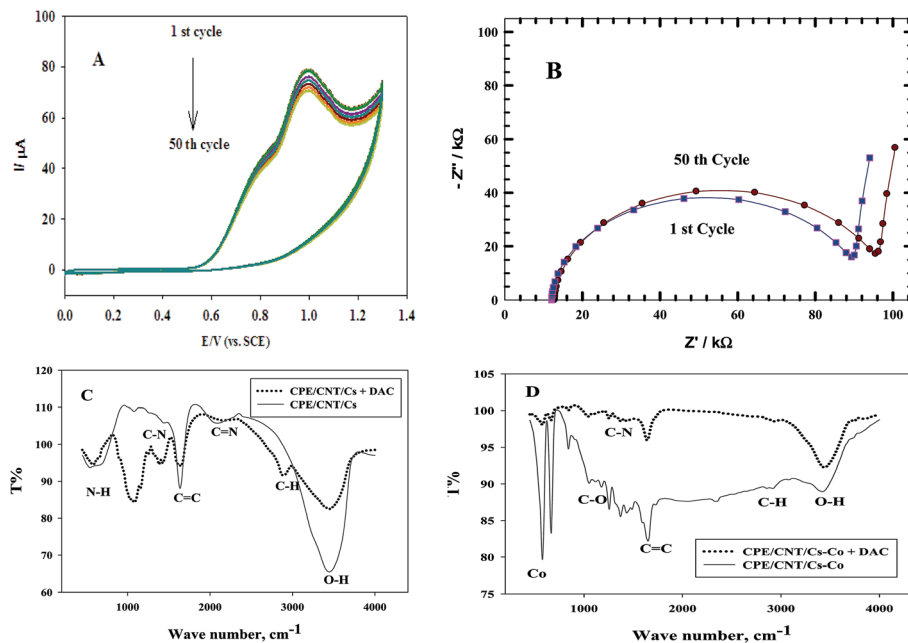 100
80
60
40
20
0
I/ µA
A
1 st cycle
50 th cycle
0.0 0.2 0.4 0.6 0.8 1.0 1.2 1.4
E/V (vs. SCE)
100
80
60
40
20
0
- Z'' / kΩ
B
50 th Cycle
1 st Cycle
0 20 40 60 80 100
Z' / kΩ
120
110
100
90
80
70
60
T%
C
CPE/CNT/Cs + DAC
CPE/CNT/Cs
C-N
C=N
N-H
C=C
C-H
O-H
1000 2000 3000 4000
Wave number, cm-1
105
100
95
90
85
80
75
T%
D
C-N
C-O
C-H
O-H
C=C
Co
CPE/CNT/Cs-Co + DAC
CPE/CNT/Cs-Co
1000 2000 3000 4000
Wave number, cm-1